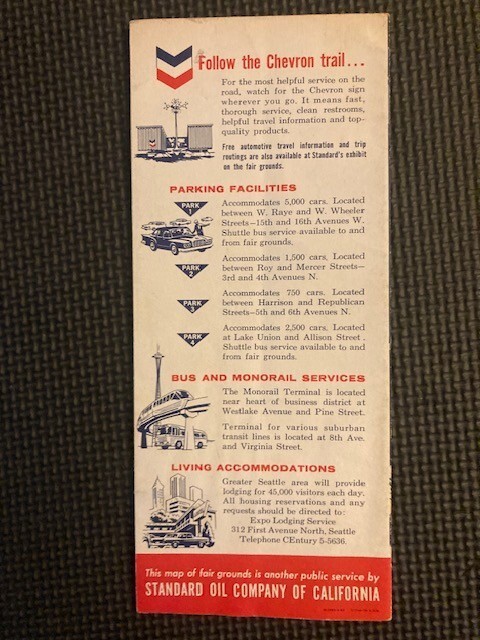 Follow the Chevron trail...
For the most helpful service on the
road, watch for the Chevron sign
wherever you go. It means fast,
thorough service, clean restrooms,
helpful travel information and top-
quality products.
Free automotive travel information and trip
routings are also available at Standard's exhibit
on the fair grounds.
PARKING FACILITIES
PARK
1
Accommodates 5,000 cars. Located
between W. Raye and W. Wheeler
Streets—15th and 16th Avenues W.
Shuttle bus service available to and
from fair grounds.
PARK
2
Accommodates 1,500 cars. Located
between Roy and Mercer Streets—
3rd and 4th Avenues N.
PARK
3
Accommodates 750 cars. Located
between Harrison and Republican
Streets—5th and 6th Avenues N.
PARK
4
Accommodates 2,500 cars. Located
at Lake Union and Allison Street.
Shuttle bus service available to and
from fair grounds.
BUS AND MONORAIL SERVICES
The Monorail Terminal is located
near heart of business district at
Westlake Avenue and Pine Street.
Terminal for various suburban
transit lines is located at 8th Ave.
and Virginia Street.
LIVING ACCOMMODATIONS
Greater Seattle area will provide
lodging for 45,000 visitors each day.
All housing reservations and any
requests should be directed to:
Expo Lodging Service
312 First Avenue North, Seattle
Telephone CEntury 5-5636.
This map of fair grounds is another public service by
STANDARD OIL COMPANY OF CALIFORNIA